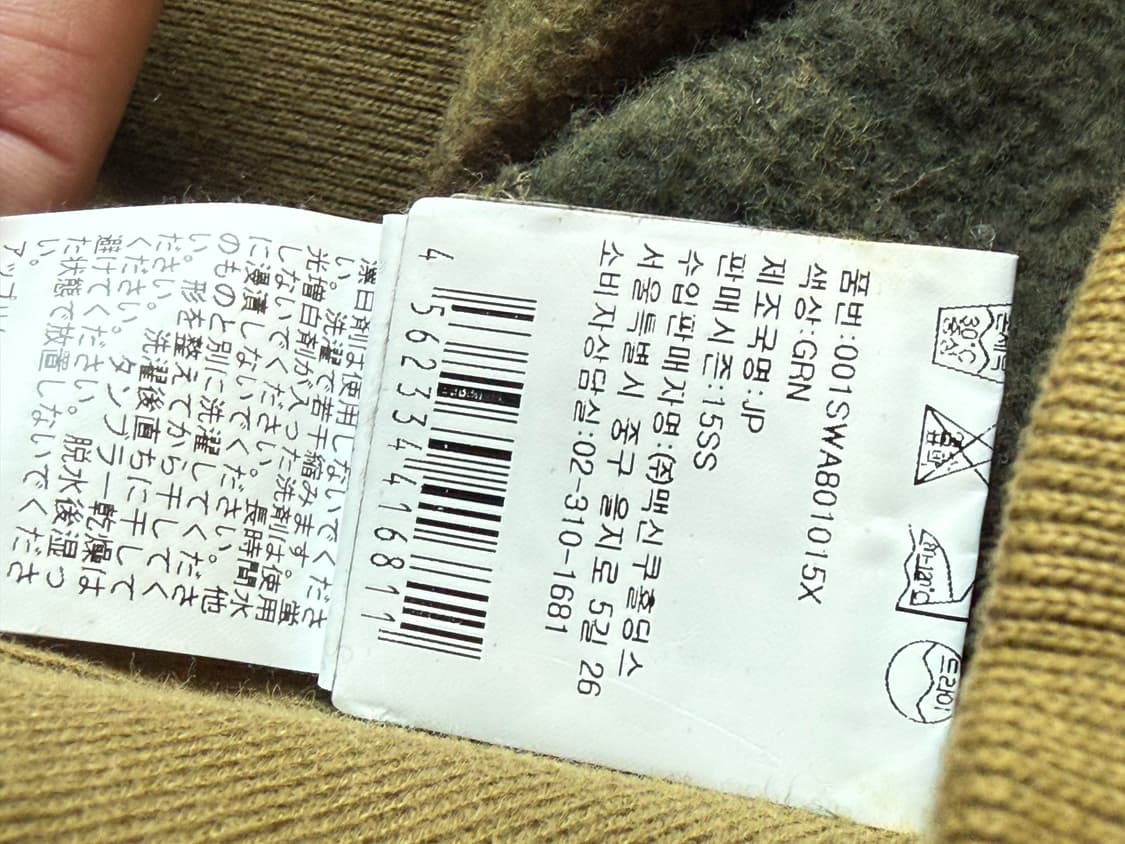 품번:001SWA801015X
색상:GRN
제조국명:JP
판매시즌:15SS
수입판매자명:(주)맥신쿠홀딩스
서울특별시 중구 을지로 5길 26
소비자상담실:02-310-1681
4562334416811
30℃
중성
드라이
漂白剤は使用しないでくださ
い。洗濯で若干縮みます。蛍
光増白剤が入った洗剤は使用
しないでください。長時間水
に浸漬しないでください。他
のものと別に洗濯してくださ
い。形を整えてから干してく
ださい。洗濯後直ちに干して
ください。タンブラー乾燥は
避けてください。脱水後湿っ
た状態で放置しないでくださ
い。